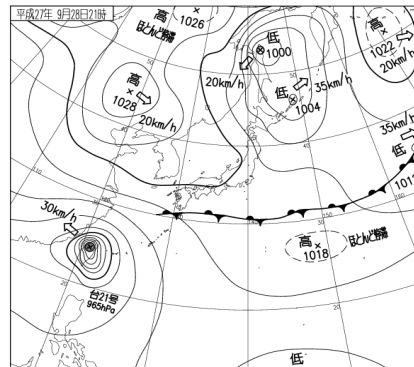 平成27年 9月28日21時
高
1026
ほとんど停滞
高
1028
20km/h
低
1000
20km/h
低
1004
35km/h
高
1022
20km/h
35km/h
低
101
30km/h
台21号
965hPa
高
1018
ほとんど停滞
低